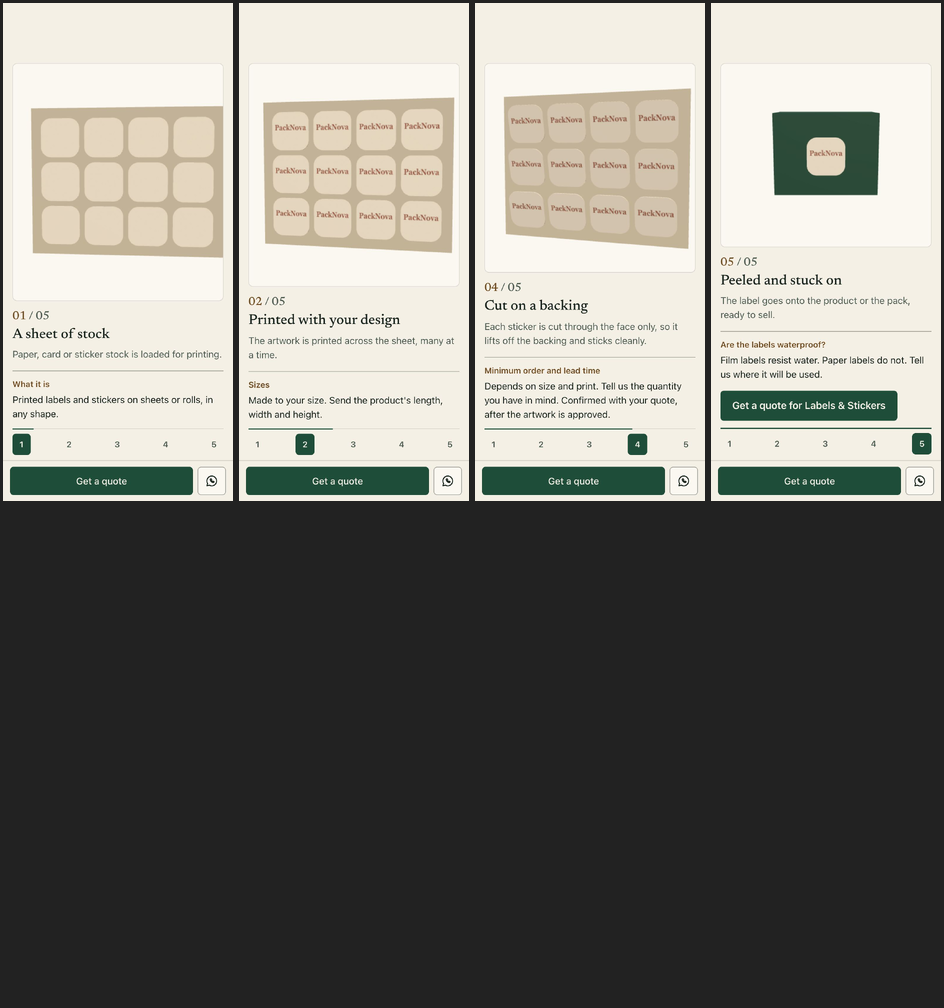 01 / 05
A sheet of stock
Paper, card or sticker stock is loaded for printing.
What it is
Printed labels and stickers on sheets or rolls, in
any shape.
1 2 3 4 5
Get a quote
PackNova PackNova PackNova PackNova
PackNova PackNova PackNova PackNova
PackNova PackNova PackNova PackNova
02 / 05
Printed with your design
The artwork is printed across the sheet, many at
a time.
Sizes
Made to your size. Send the product's length,
width and height.
1 2 3 4 5
Get a quote
PackNova PackNova PackNova PackNova
PackNova PackNova PackNova PackNova
PackNova PackNova PackNova PackNova
04 / 05
Cut on a backing
Each sticker is cut through the face only, so it
lifts off the backing and sticks cleanly.
Minimum order and lead time
Depends on size and print. Tell us the quantity
you have in mind. Confirmed with your quote,
after the artwork is approved.
1 2 3 4 5
Get a quote
PackNova
05 / 05
Peeled and stuck on
The label goes onto the product or the pack,
ready to sell.
Are the labels waterproof?
Film labels resist water. Paper labels do not. Tell
us where it will be used.
Get a quote for Labels & Stickers
1 2 3 4 5
Get a quote